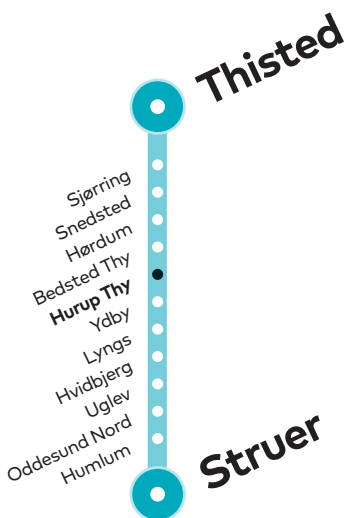 Thisted
Sjørring
Snedsted
Hørdum
Bedsted Thy
Hurup Thy
Ydby
Lyngs
Hvidbjerg
Uglev
Oddesund Nord
Humlum
Struer